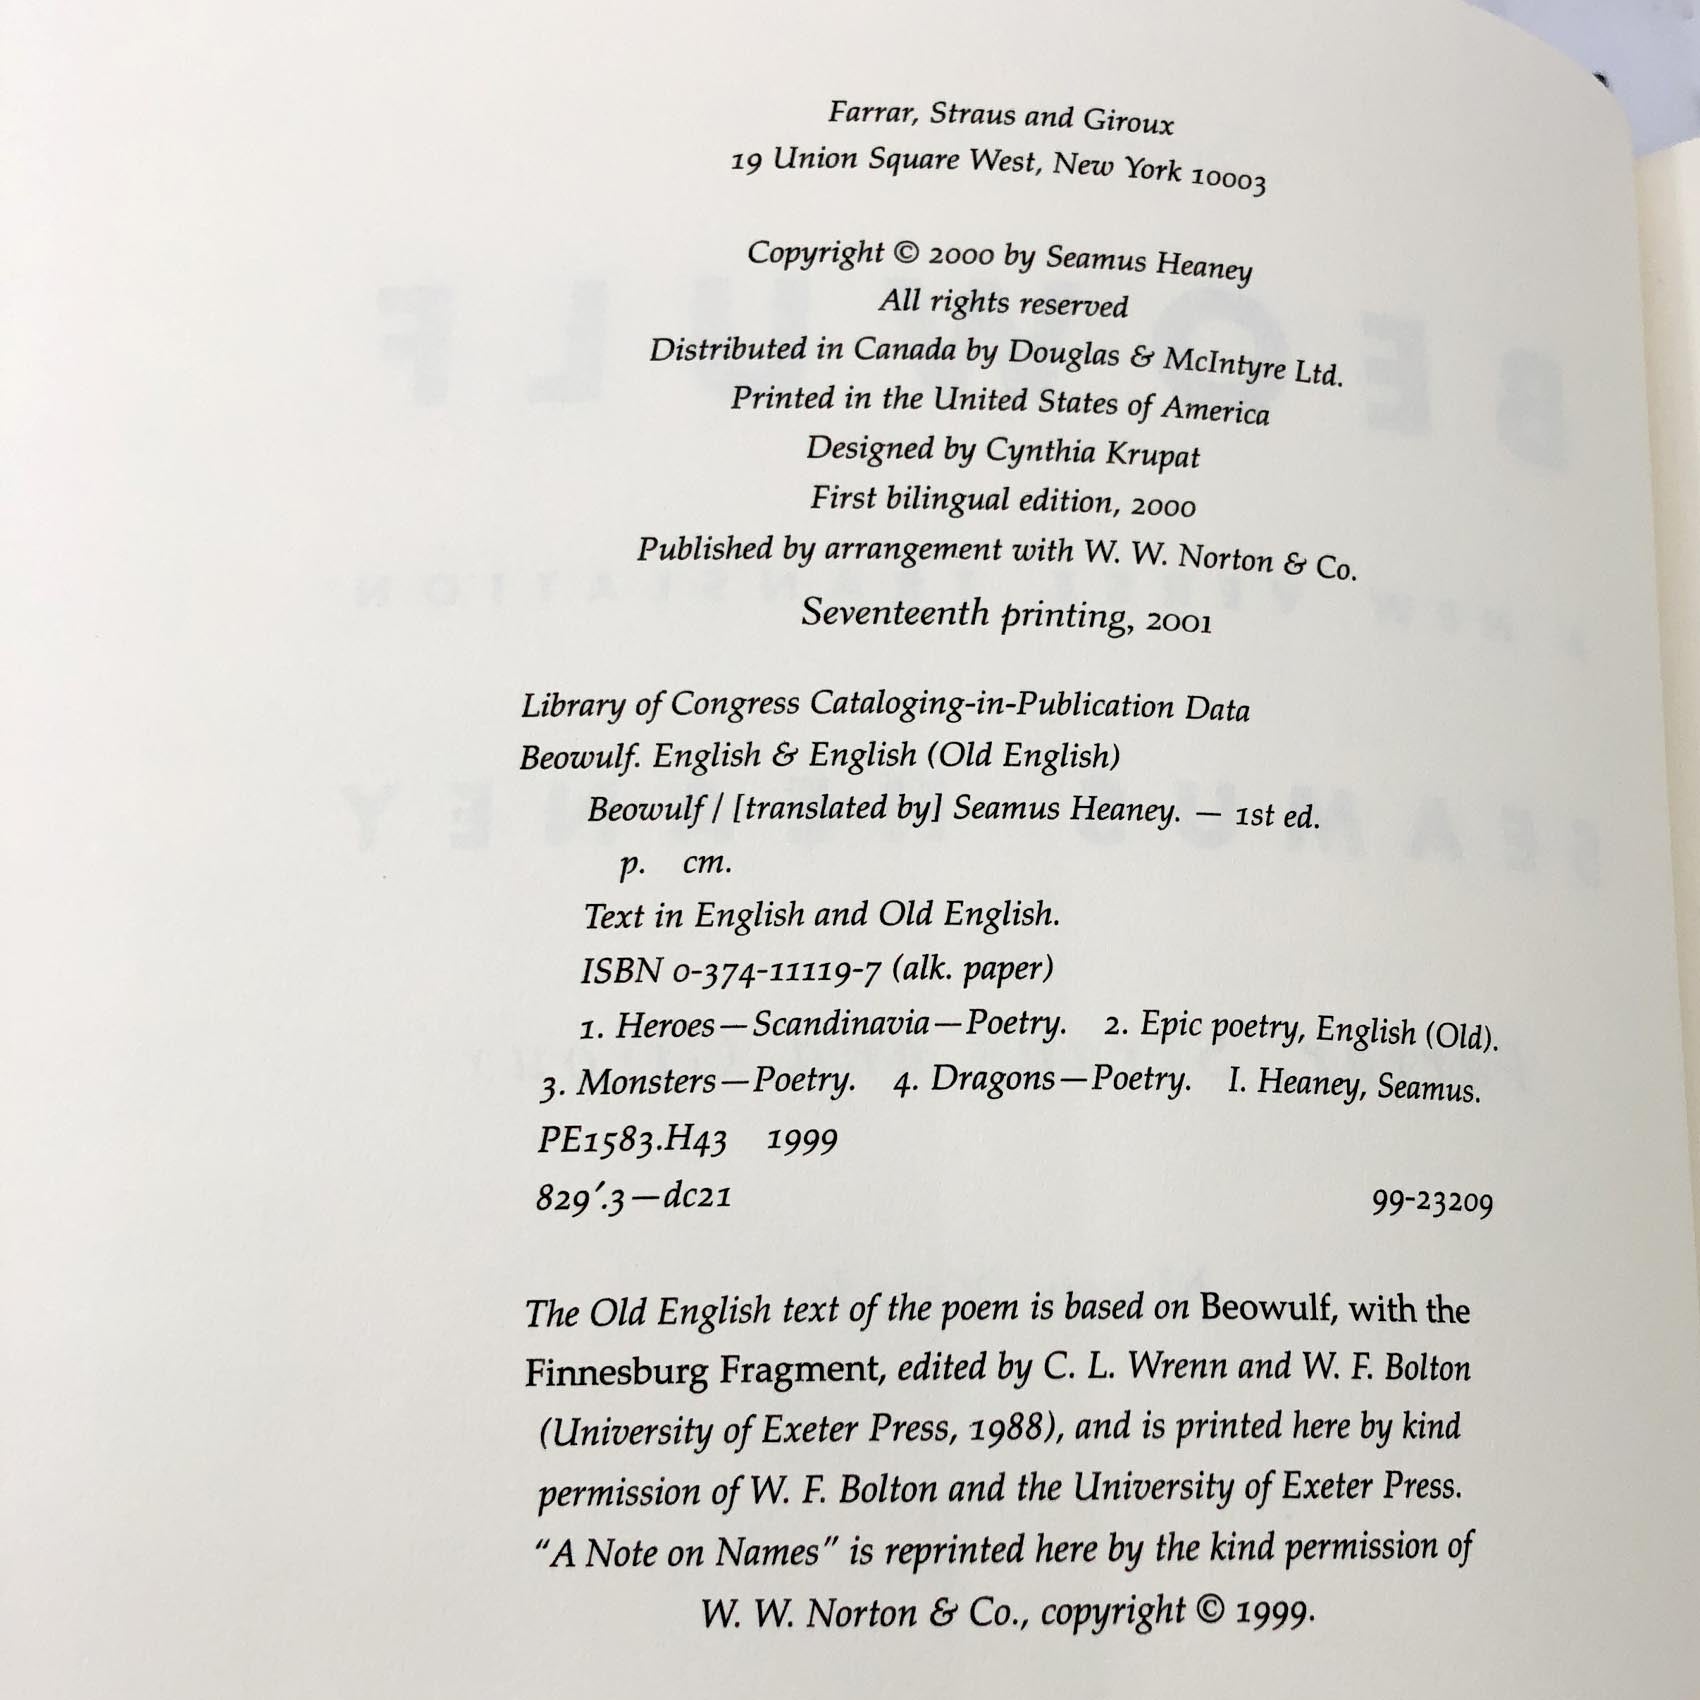 Farrar, Straus and Giroux
19 Union Square West, New York 10003
Copyright © 2000 by Seamus Heaney
All rights reserved
Distributed in Canada by Douglas & McIntyre Ltd.
Printed in the United States of America
Designed by Cynthia Krupat
First bilingual edition, 2000
Published by arrangement with W. W. Norton & Co.
Seventeenth printing, 2001
Library of Congress Cataloging-in-Publication Data
Beowulf. English & English (Old English)
Beowulf / [translated by] Seamus Heaney. — 1st ed.
p. cm.
Text in English and Old English.
ISBN 0-374-11119-7 (alk. paper)
1. Heroes—Scandinavia—Poetry. 2. Epic poetry, English (Old).
3. Monsters—Poetry. 4. Dragons—Poetry. I. Heaney, Seamus.
PE1583.H43 1999
829′.3—dc21 99-23209
The Old English text of the poem is based on Beowulf, with the
Finnesburg Fragment, edited by C. L. Wrenn and W. F. Bolton
(University of Exeter Press, 1988), and is printed here by kind
permission of W. F. Bolton and the University of Exeter Press.
“A Note on Names” is reprinted here by the kind permission of
W. W. Norton & Co., copyright © 1999.